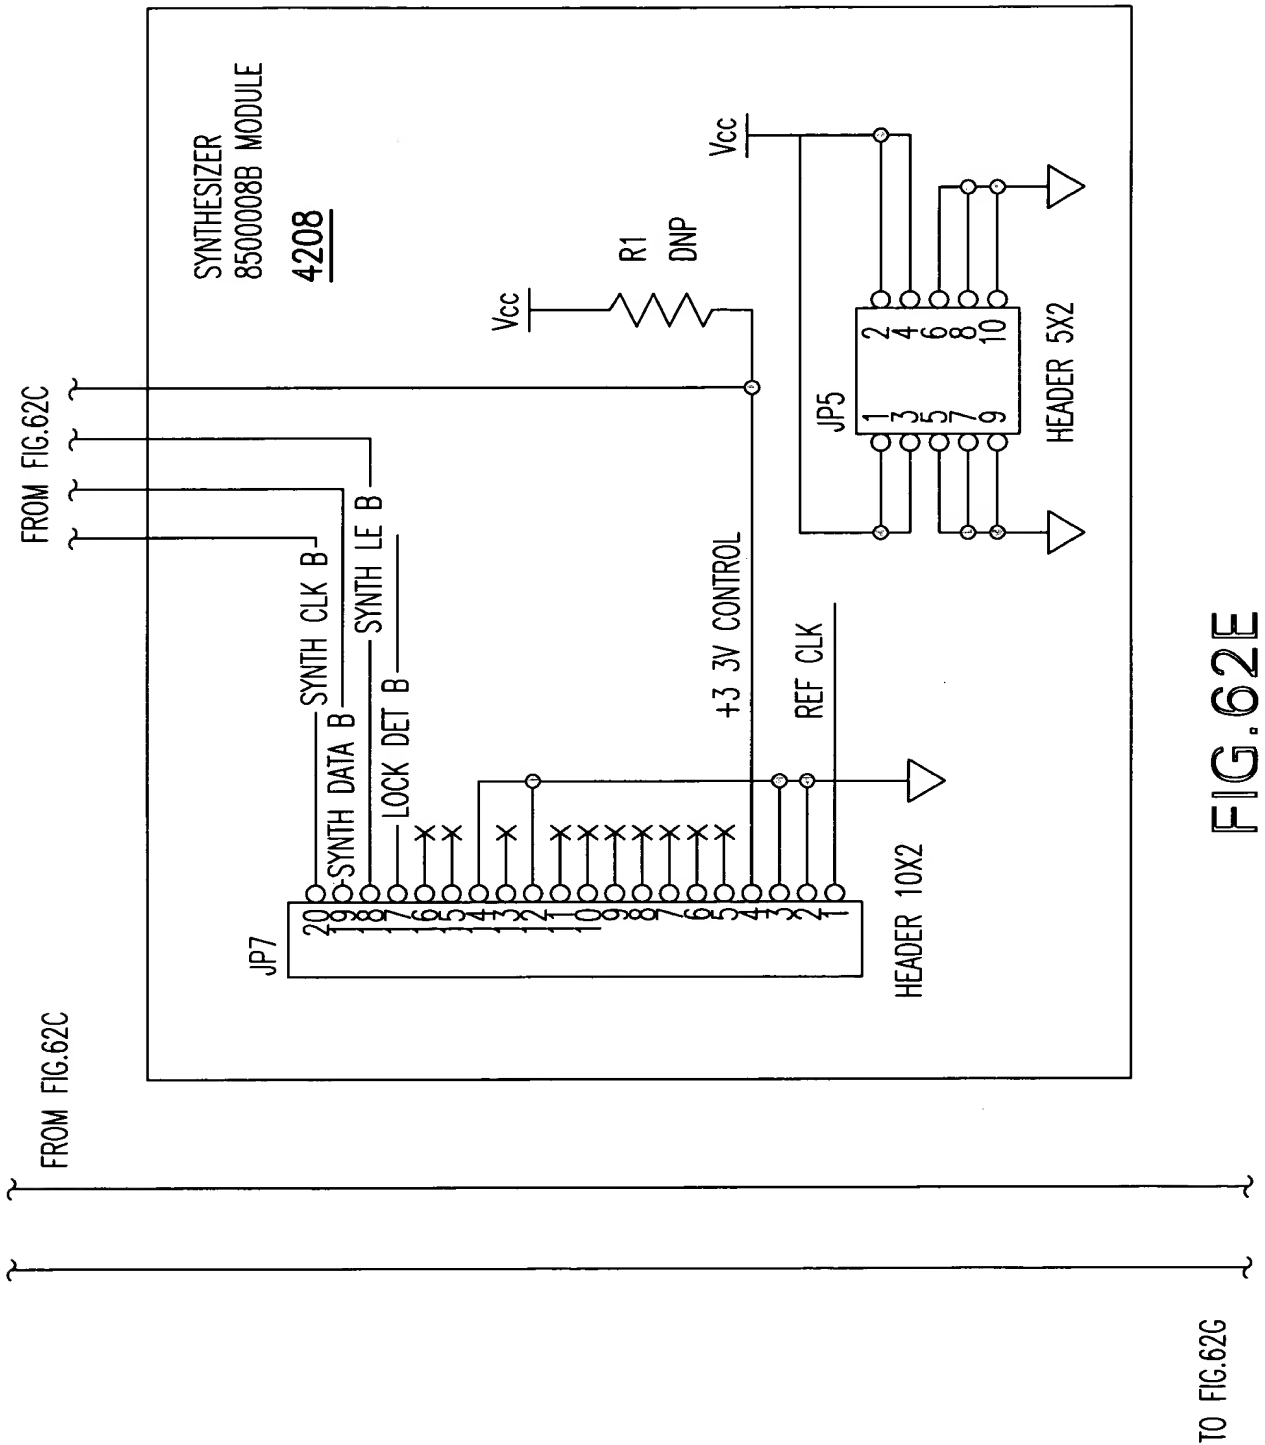 FROM FIG.62C
SYNTHESIZER
8500008B MODULE
4208
FROM FIG.62C
SYNTH CLK B
SYNTH DATA B
SYNTH LE B
LOCK DET B
JP7
20
19
18
17
16
15
14
13
12
11
10
9
8
7
6
5
4
3
2
1
HEADER 10X2
+3 3V CONTROL
REF CLK
Vcc
R1
DNP
Vcc
JP5
1 2
3 4
5 6
7 8
9 10
HEADER 5X2
TO FIG.62G
FIG.62E